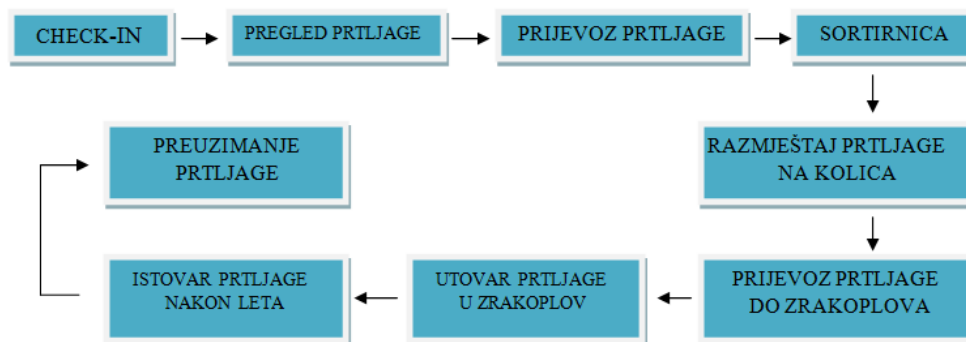 CHECK-IN
PREGLED PRTLJAGE
PRIJEVOZ PRTLJAGE
SORTIRNICA
RAZMJEŠTAJ PRTLJAGE
NA KOLICA
PRIJEVOZ PRTLJAGE
DO ZRAKOPLOVA
UTOVAR PRTLJAGE
U ZRAKOPLOV
ISTOVAR PRTLJAGE
NAKON LETA
PREUZIMANJE
PRTLJAGE